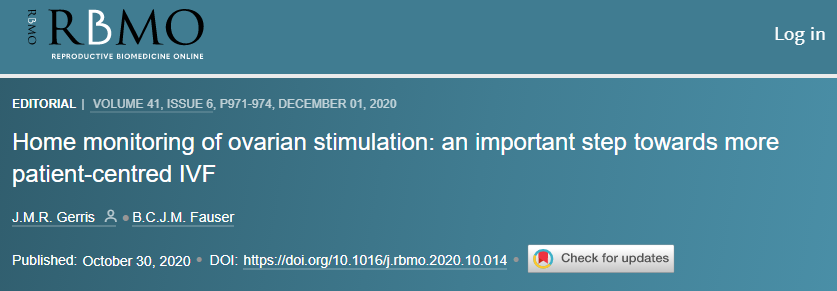 RBMO
RBMO
REPRODUCTIVE BIOMEDICINE ONLINE
Log in
EDITORIAL | VOLUME 41, ISSUE 6, P971-974, DECEMBER 01, 2020
Home monitoring of ovarian stimulation: an important step towards more
patient-centred IVF
J.M.R. Gerris • B.C.J.M. Fauser
Published: October 30, 2020 • DOI: https://doi.org/10.1016/j.rbmo.2020.10.014 • Check for updates